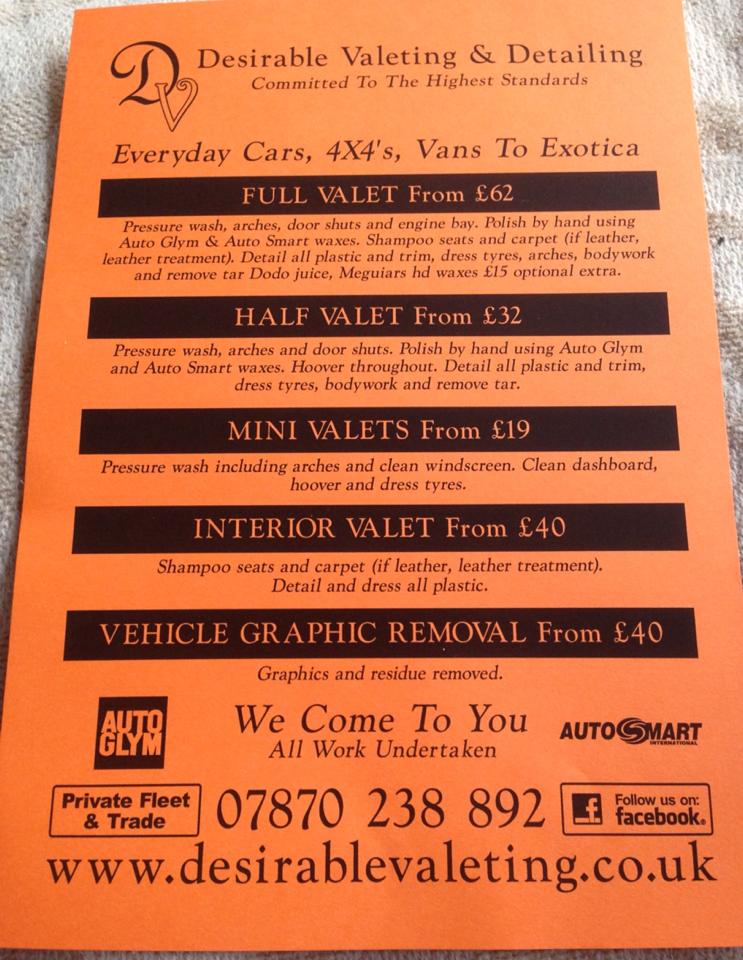 DV
Desirable Valeting & Detailing
Committed To The Highest Standards
Everyday Cars, 4X4's, Vans To Exotica
FULL VALET From £62
Pressure wash, arches, door shuts and engine bay. Polish by hand using
Auto Glym & Auto Smart waxes. Shampoo seats and carpet (if leather,
leather treatment). Detail all plastic and trim, dress tyres, arches, bodywork
and remove tar Dodo juice, Meguiars hd waxes £15 optional extra.
HALF VALET From £32
Pressure wash, arches and door shuts. Polish by hand using Auto Glym
and Auto Smart waxes. Hoover throughout. Detail all plastic and trim,
dress tyres, bodywork and remove tar.
MINI VALETS From £19
Pressure wash including arches and clean windscreen. Clean dashboard,
hoover and dress tyres.
INTERIOR VALET From £40
Shampoo seats and carpet (if leather, leather treatment).
Detail and dress all plastic.
VEHICLE GRAPHIC REMOVAL From £40
Graphics and residue removed.
AUTO
GLYM
We Come To You
All Work Undertaken
AUTOSMART
INTERNATIONAL
Private Fleet
& Trade
07870 238 892
f
Follow us on:
facebook®
www.desirablevaleting.co.uk